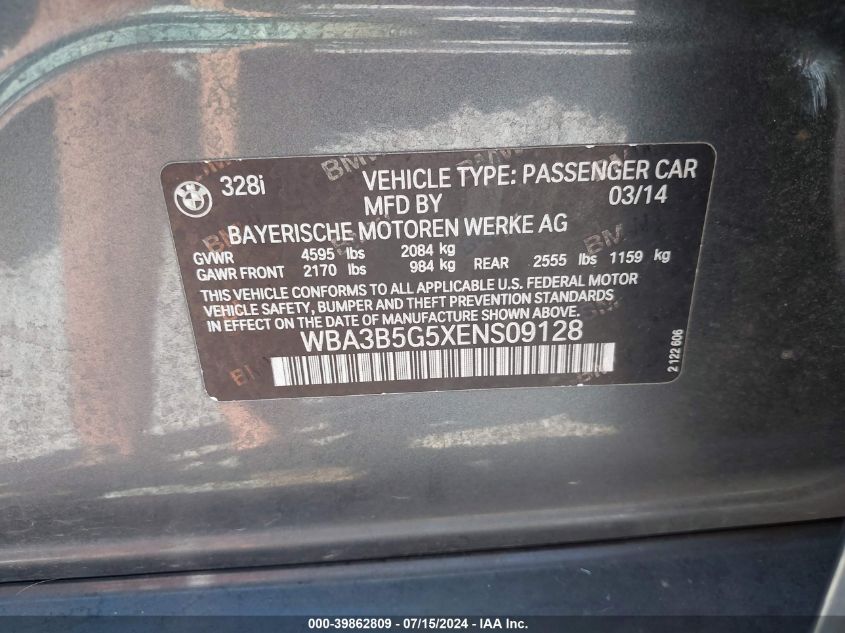 328i VEHICLE TYPE: PASSENGER CAR
MFD BY 03/14
BAYERISCHE MOTOREN WERKE AG
GVWR 4595 lbs 2084 kg
GAWR FRONT 2170 lbs 984 kg REAR 2555 lbs 1159 kg
THIS VEHICLE CONFORMS TO ALL APPLICABLE U.S. FEDERAL MOTOR
VEHICLE SAFETY, BUMPER AND THEFT PREVENTION STANDARDS
IN EFFECT ON THE DATE OF MANUFACTURE SHOWN ABOVE.
WBA3B5G5XENS09128
2 122 606
000-39862809 - 07/15/2024 - IAAI Inc.